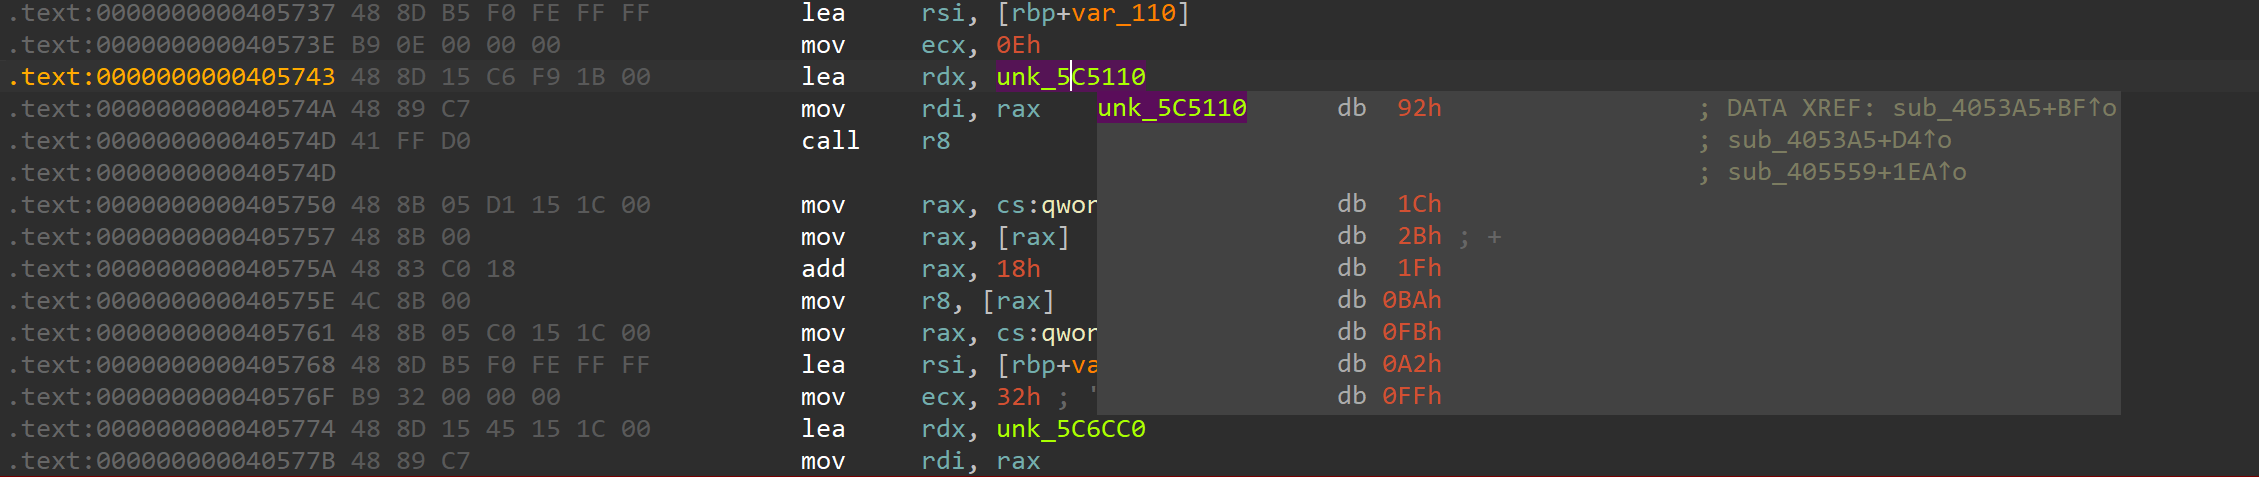 .text:0000000000405737 48 8D B5 F0 FE FF FF lea rsi, [rbp+var_110]
.text:000000000040573E B9 0E 00 00 00 mov ecx, 0Eh
.text:0000000000405743 48 8D 15 C6 F9 1B 00 lea rdx, unk_5C5110
.text:000000000040574A 48 89 C7 mov rdi, rax unk_5C5110 db 92h ; DATA XREF: sub_4053A5+BF↑o
.text:000000000040574D 41 FF D0 call r8 ; sub_4053A5+D4↑o
.text:000000000040574D ; sub_405559+1EA↑o
.text:0000000000405750 48 8B 05 D1 15 1C 00 mov rax, cs:qwor db 1Ch
.text:0000000000405757 48 8B 00 mov rax, [rax] db 2Bh ; +
.text:000000000040575A 48 83 C0 18 add rax, 18h db 1Fh
.text:000000000040575E 4C 8B 00 mov r8, [rax] db 0BAh
.text:0000000000405761 48 8B 05 C0 15 1C 00 mov rax, cs:qwor db 0FBh
.text:0000000000405768 48 8D B5 F0 FE FF FF lea rsi, [rbp+va db 0A2h
.text:000000000040576F B9 32 00 00 00 mov ecx, 32h ; ' db 0FFh
.text:0000000000405774 48 8D 15 45 15 1C 00 lea rdx, unk_5C6CC0
.text:000000000040577B 48 89 C7 mov rdi, rax